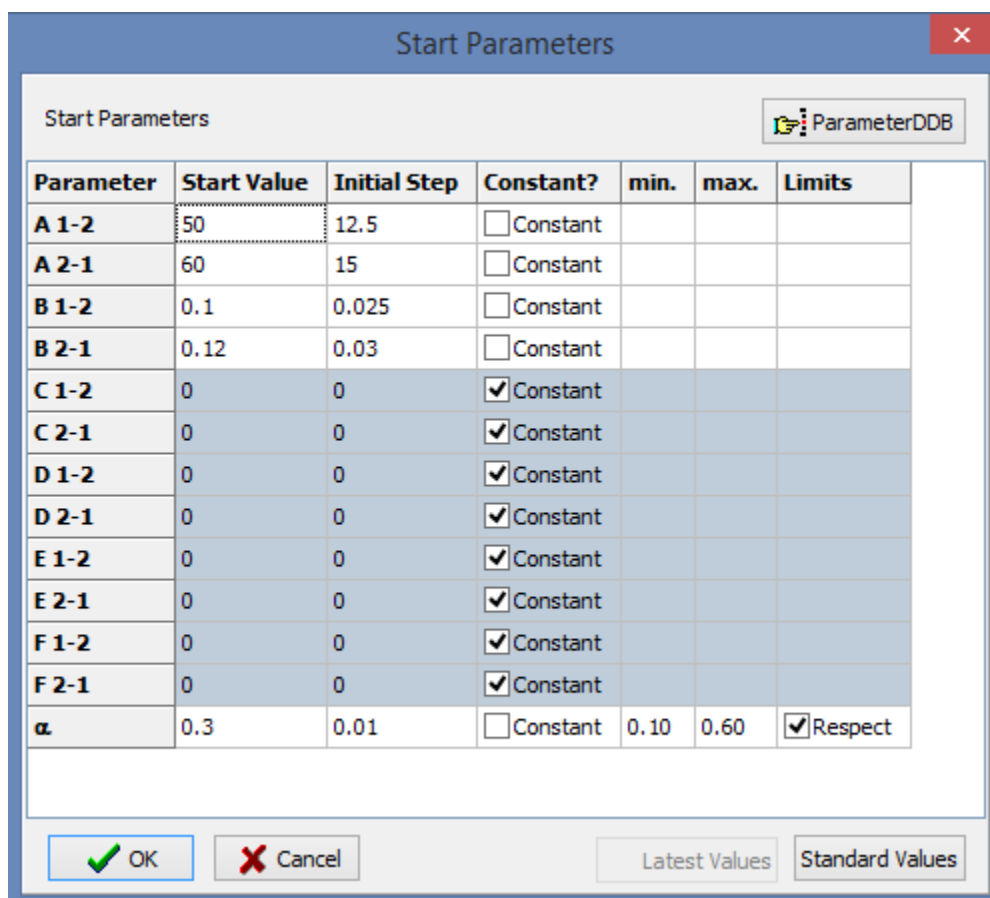 Start Parameters
Start Parameters
ParameterDDB
Parameter Start Value Initial Step Constant? min. max. Limits
A 1-2 50 12.5 Constant
A 2-1 60 15 Constant
B 1-2 0.1 0.025 Constant
B 2-1 0.12 0.03 Constant
C 1-2 0 0 Constant
C 2-1 0 0 Constant
D 1-2 0 0 Constant
D 2-1 0 0 Constant
E 1-2 0 0 Constant
E 2-1 0 0 Constant
F 1-2 0 0 Constant
F 2-1 0 0 Constant
α 0.3 0.01 Constant 0.10 0.60 Respect
OK Cancel Latest Values Standard Values